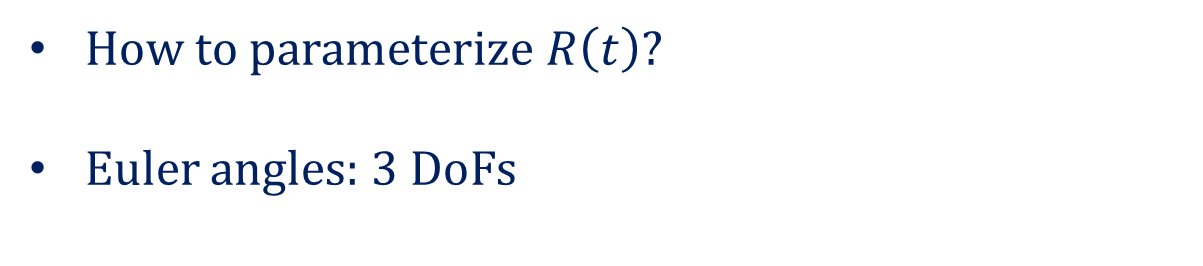 • How to parameterize R(t)?
• Euler angles: 3 DoFs